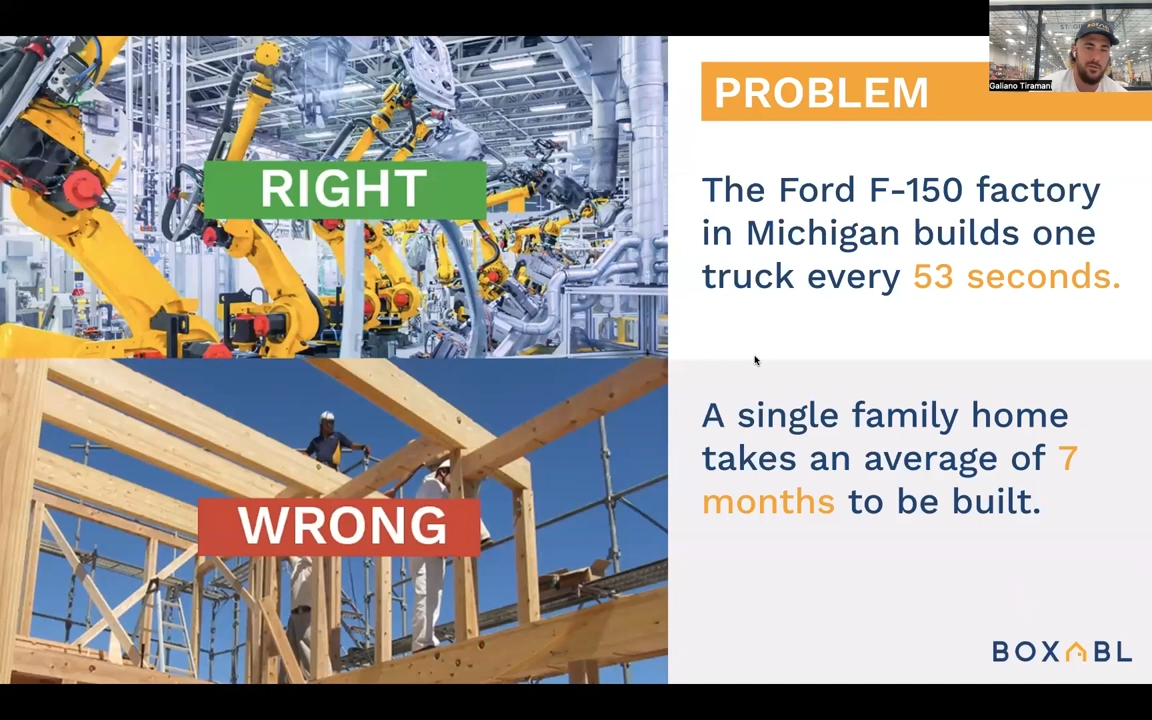 RIGHT
WRONG
PROBLEM
Galiano Tiramani
The Ford F-150 factory
in Michigan builds one
truck every 53 seconds.
A single family home
takes an average of 7
months to be built.
BOXABL